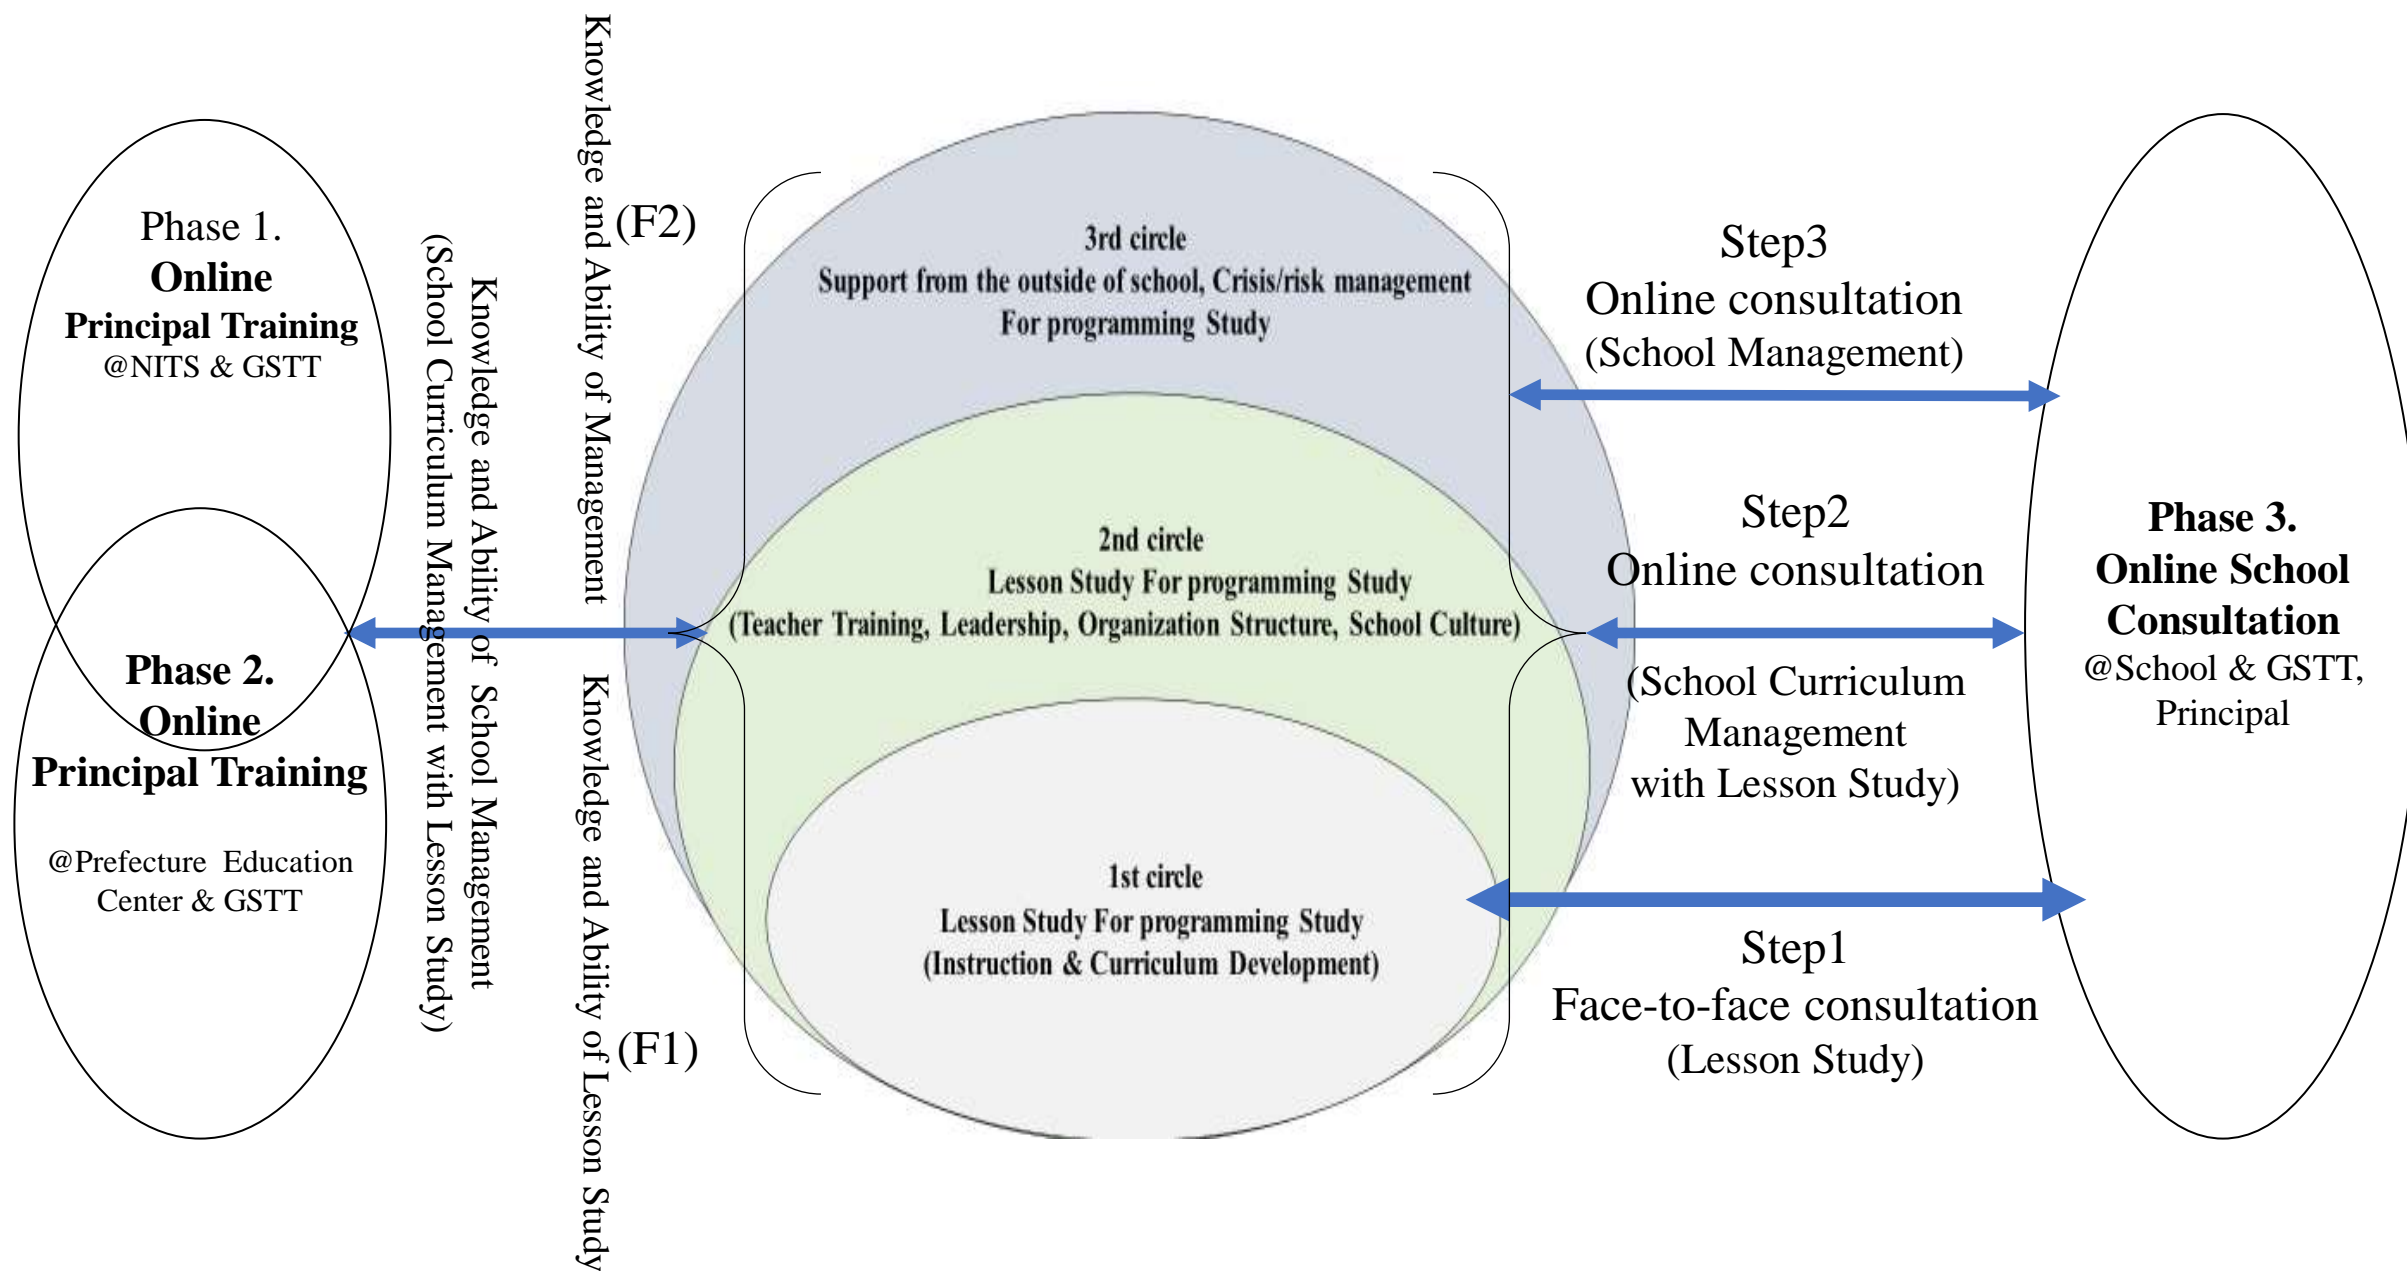 Phase 1.
Online
Principal Training
@NITS & GSTT
Phase 2.
Online
Principal Training
@Prefecture Education
Center & GSTT
Knowledge and Ability of School Management
(School Curriculum Management with Lesson Study)
Knowledge and Ability of Management
(F2)
Knowledge and Ability of Lesson Study
(F1)
3rd circle
Support from the outside of school, Crisis/risk management
For programming Study
2nd circle
Lesson Study For programming Study
(Teacher Training, Leadership, Organization Structure, School Culture)
1st circle
Lesson Study For programming Study
(Instruction & Curriculum Development)
Step3
Online consultation
(School Management)
Step2
Online consultation
(School Curriculum
Management
with Lesson Study)
Step1
Face-to-face consultation
(Lesson Study)
Phase 3.
Online School
Consultation
@School & GSTT,
Principal